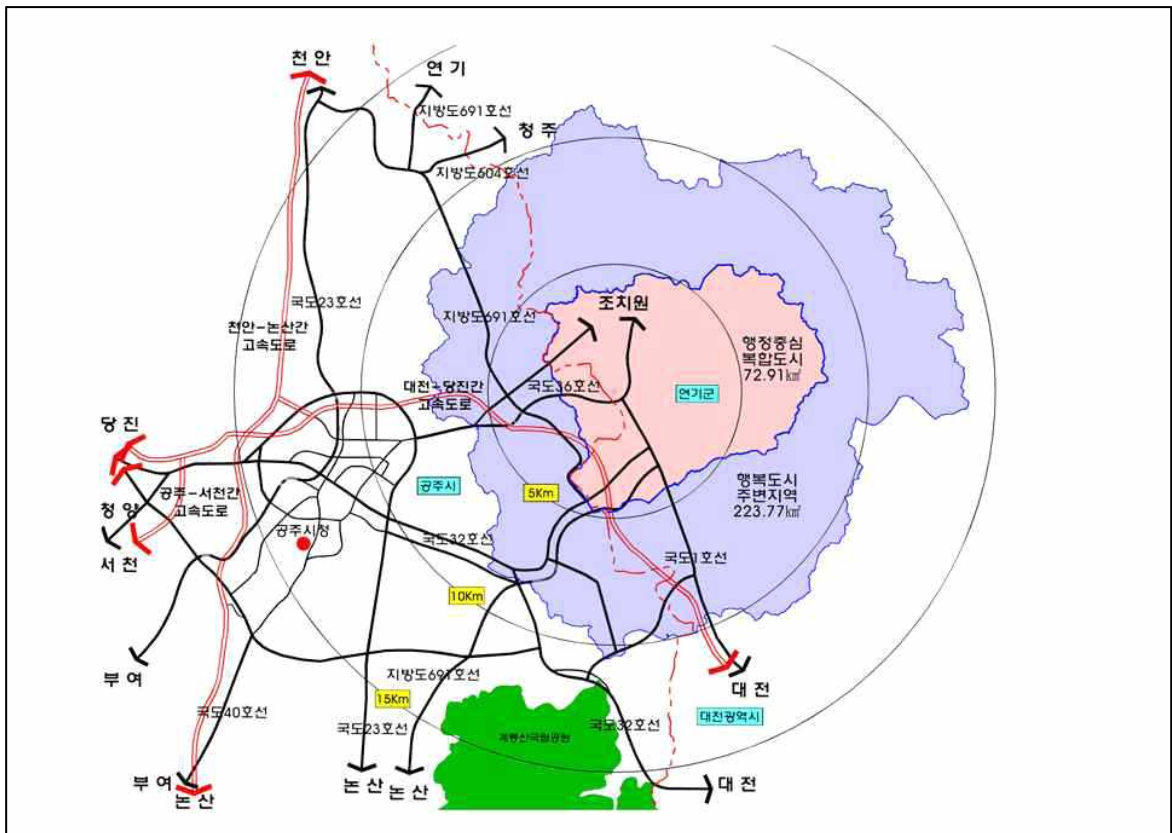 천안
연기
지방도691호선
청주
지방도604호선
국도23호선
지방도691호선
조치원
천안-논산간
고속도로
행정중심
복합도시
72.91㎢
대전-당진간
고속도로
국도36호선
연기군
당진
공주시
5Km
행복도시
주변지역
223.77㎢
공주-서천간
고속도로
청양
공주시청
국도32호선
서천
국도1호선
10Km
부여
지방도697호선
대전
15Km
대전광역시
국도40호선
국도23호선
계룡산국립공원
국도32호선
부여
논산
논산
논산
대전